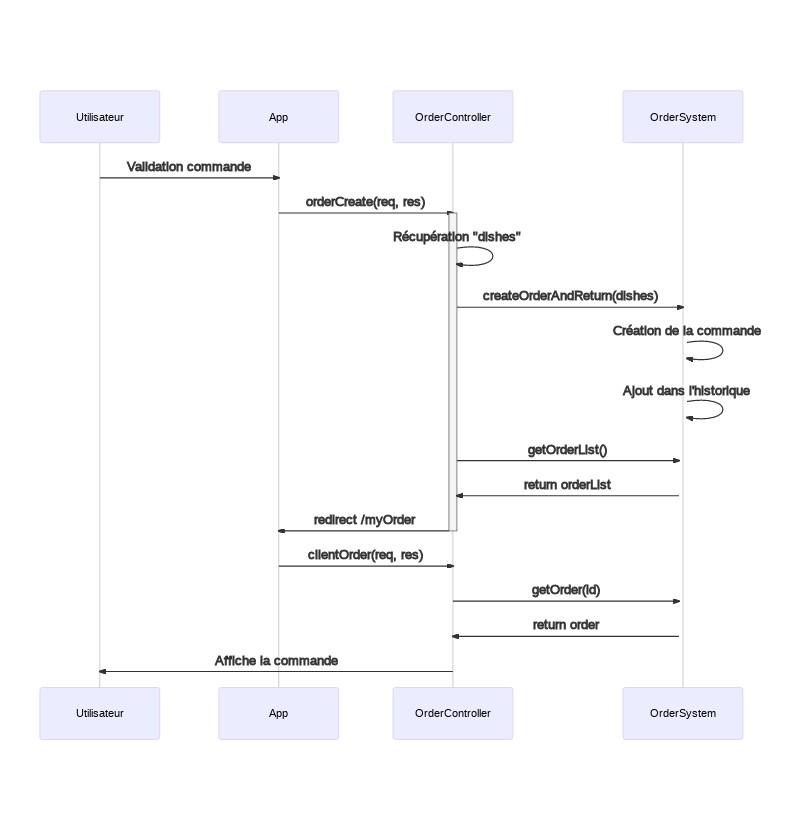 Utilisateur
App
OrderController
OrderSystem
Validation commande
orderCreate(req, res)
Récupération "dishes"
createOrderAndReturn(dishes)
Création de la commande
Ajout dans l'historique
getOrderList()
return orderList
redirect /myOrder
clientOrder(req, res)
getOrder(id)
return order
Affiche la commande
Utilisateur
App
OrderController
OrderSystem